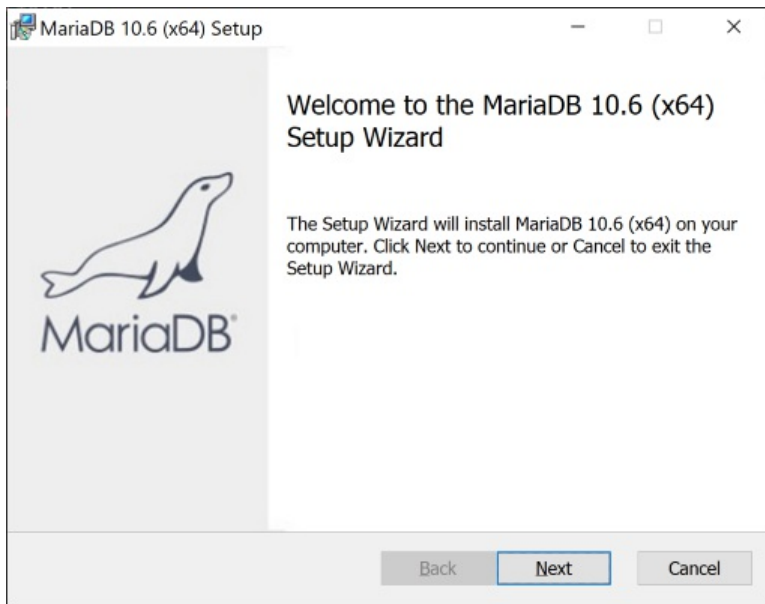 MariaDB 10.6 (x64) Setup
Welcome to the MariaDB 10.6 (x64)
Setup Wizard
The Setup Wizard will install MariaDB 10.6 (x64) on your
computer. Click Next to continue or Cancel to exit the
Setup Wizard.
MariaDB®
Back Next Cancel